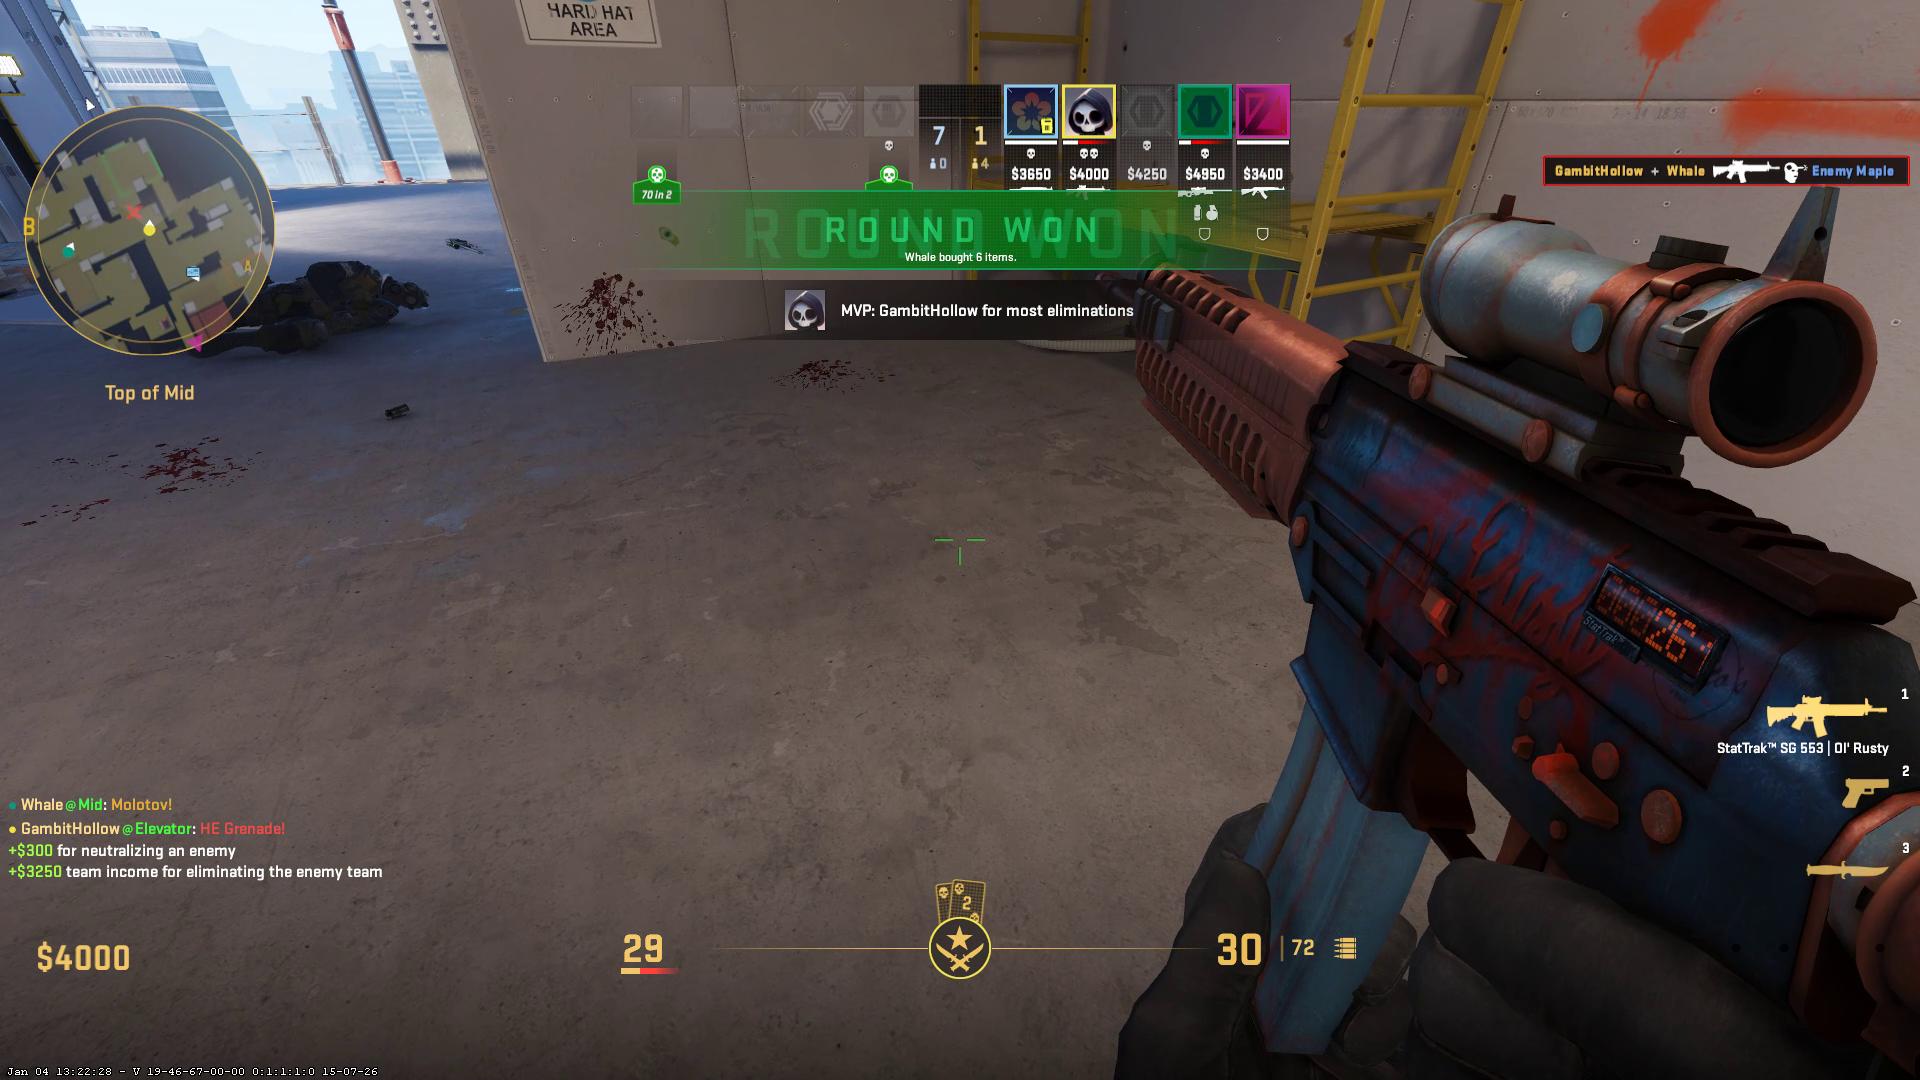 HARD HAT
AREA
7
1
0
4
$3650
$4000
$4250
$4950
$3400
70 in 2
ROUND WON
Whale bought 6 items.
MVP: GambitHollow for most eliminations
GambitHollow + Whale Enemy Maple
B
A
Top of Mid
StatTrak™
1
StatTrak™ SG 553 | Ol' Rusty
2
3
• Whale@Mid: Molotov!
• GambitHollow@Elevator: HE Grenade!
+$300 for neutralizing an enemy
+$3250 team income for eliminating the enemy team
$4000
29
2
30 | 72
Jan 04 13:22:28 - V 19-46-67-00-00 0:1:1:1:0 15-07-26